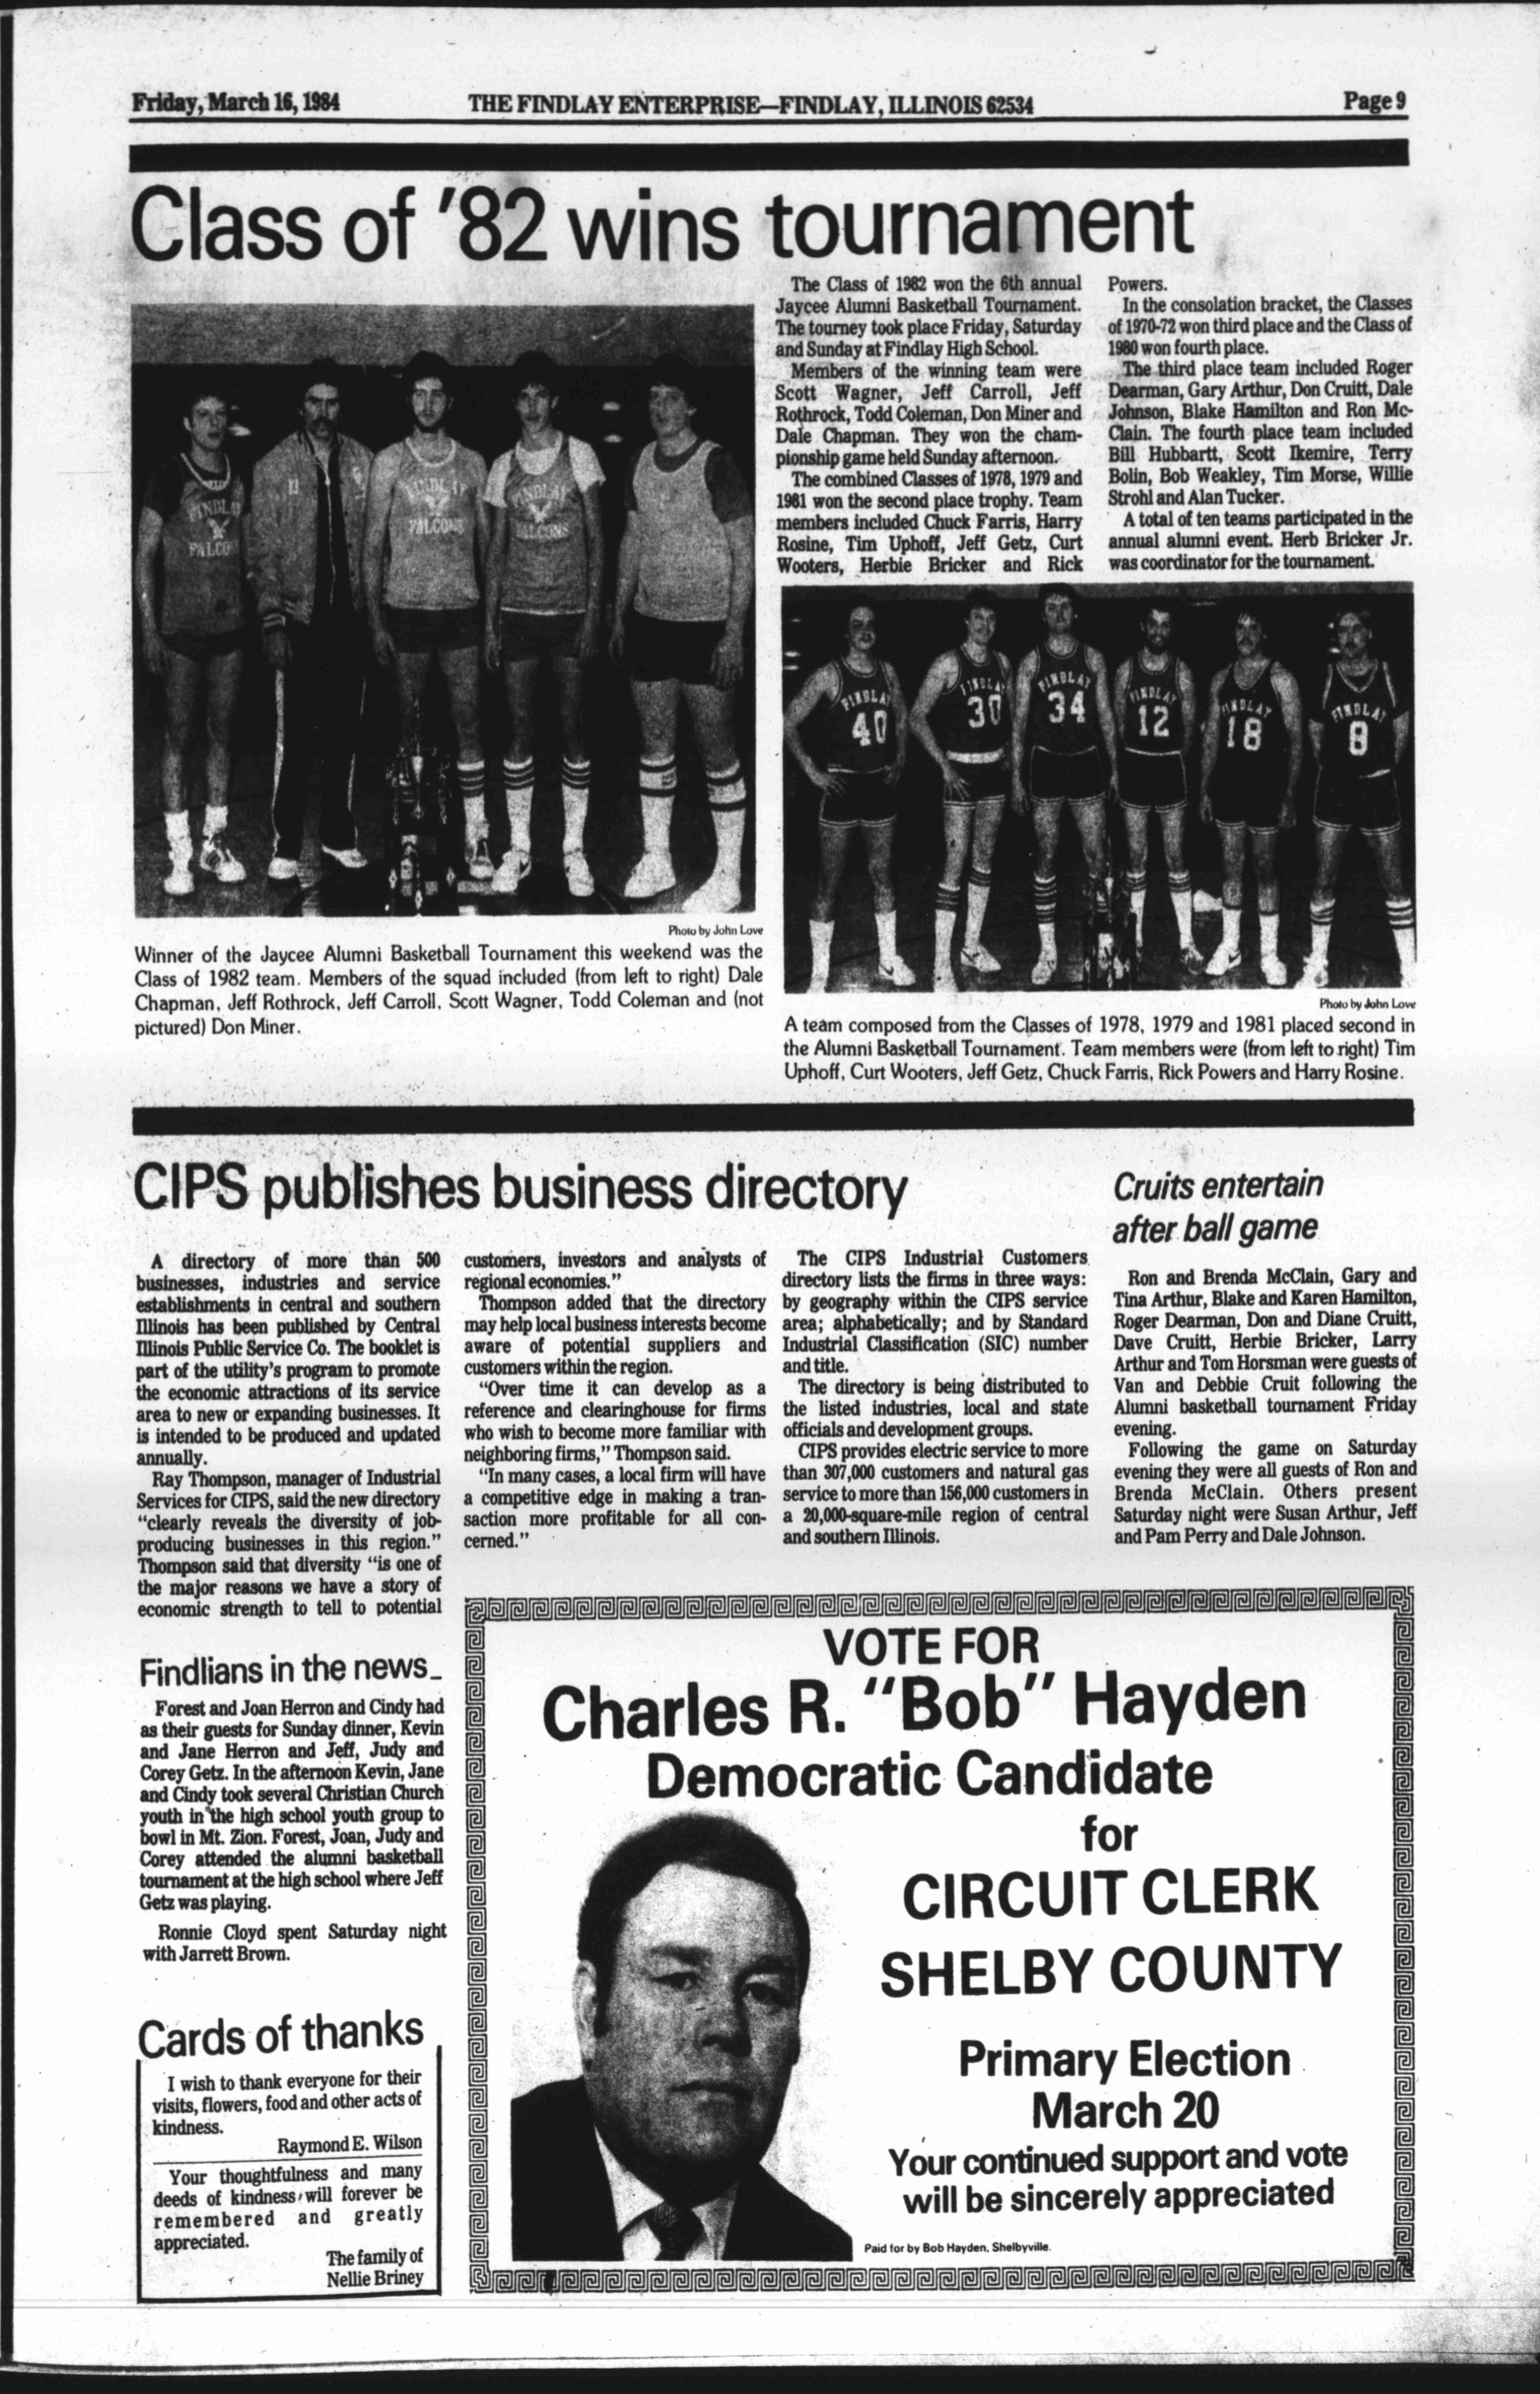 Friday, March 16, 1984
THE FINDLAY ENTERPRISE—FINDLAY, ILLINOIS 62534
Page 9
Class of '82 wins tournament
The Class of 1982 won the 6th annual
Jaycee Alumni Basketball Tournament.
The tourney took place Friday, Saturday
and Sunday at Findlay High School.
Members of the winning team were
Scott Wagner, Jeff Carroll, Jeff
Rothrock, Todd Coleman, Don Miner and
Dale Chapman. They won the cham-
pionship game held Sunday afternoon.
The combined Classes of 1978, 1979 and
1981 won the second place trophy. Team
members included Chuck Farris, Harry
Rosine, Tim Uphoff, Jeff Getz, Curt
Wooters, Herbie Bricker and Rick
Powers.
In the consolation bracket, the Classes
of 1970-72 won third place and the Class of
1980 won fourth place.
The third place team included Roger
Dearman, Gary Arthur, Don Cruitt, Dale
Johnson, Blake Hamilton and Ron Mc-
Clain. The fourth place team included
Bill Hubbartt, Scott Ikemire, Terry
Bolin, Bob Weakley, Tim Morse, Willie
Strohl and Alan Tucker.
A total of ten teams participated in the
annual alumni event. Herb Bricker Jr.
was coordinator for the tournament.
FINDLAY
FALCO
FINDLAY
FALCONS
FINDLAY
FALCONS
Photo by John Love
Winner of the Jaycee Alumni Basketball Tournament this weekend was the
Class of 1982 team. Members of the squad included (from left to right) Dale
Chapman, Jeff Rothrock, Jeff Carroll, Scott Wagner, Todd Coleman and (not
pictured) Don Miner.
FINDLAY
40
FINDLA
30
FINDLAY
34
FINDLAY
12
FINDLAY
18
FINDLAY
8
Photo by John Love
A team composed from the Classes of 1978, 1979 and 1981 placed second in
the Alumni Basketball Tournament. Team members were (from left to right) Tim
Uphoff, Curt Wooters, Jeff Getz, Chuck Farris, Rick Powers and Harry Rosine.
CIPS publishes business directory
A directory of more than 500
businesses, industries and service
establishments in central and southern
Illinois has been published by Central
Illinois Public Service Co. The booklet is
part of the utility's program to promote
the economic attractions of its service
area to new or expanding businesses. It
is intended to be produced and updated
annually.
Ray Thompson, manager of Industrial
Services for CIPS, said the new directory
"clearly reveals the diversity of job-
producing businesses in this region."
Thompson said that diversity "is one of
the major reasons we have a story of
economic strength to tell to potential
customers, investors and analysts of
regional economies."
Thompson added that the directory
may help local business interests become
aware of potential suppliers and
customers within the region.
"Over time it can develop as a
reference and clearinghouse for firms
who wish to become more familiar with
neighboring firms," Thompson said.
"In many cases, a local firm will have
a competitive edge in making a tran-
saction more profitable for all con-
cerned."
The CIPS Industrial Customers
directory lists the firms in three ways:
by geography within the CIPS service
area; alphabetically; and by Standard
Industrial Classification (SIC) number
and title.
The directory is being distributed to
the listed industries, local and state
officials and development groups.
CIPS provides electric service to more
than 307,000 customers and natural gas
service to more than 156,000 customers in
a 20,000-square-mile region of central
and southern Illinois.
Cruits entertain
after ball game
Ron and Brenda McClain, Gary and
Tina Arthur, Blake and Karen Hamilton,
Roger Dearman, Don and Diane Cruitt,
Dave Cruitt, Herbie Bricker, Larry
Arthur and Tom Horsman were guests of
Van and Debbie Cruit following the
Alumni basketball tournament Friday
evening.
Following the game on Saturday
evening they were all guests of Ron and
Brenda McClain. Others present
Saturday night were Susan Arthur, Jeff
and Pam Perry and Dale Johnson.
Findlians in the news
Forest and Joan Herron and Cindy had
as their guests for Sunday dinner, Kevin
and Jane Herron and Jeff, Judy and
Corey Getz. In the afternoon Kevin, Jane
and Cindy took several Christian Church
youth in the high school youth group to
bowl in Mt. Zion. Forest, Joan, Judy and
Corey attended the alumni basketball
tournament at the high school where Jeff
Getz was playing.
Ronnie Cloyd spent Saturday night
with Jarrett Brown.
Cards of thanks
I wish to thank everyone for their
visits, flowers, food and other acts of
kindness.
Raymond E. Wilson
Your thoughtfulness and many
deeds of kindness will forever be
remembered and greatly
appreciated.
The family of
Nellie Briney
VOTE FOR
Charles R. "Bob" Hayden
Democratic Candidate
for
CIRCUIT CLERK
SHELBY COUNTY
Primary Election
March 20
Your continued support and vote
will be sincerely appreciated
Paid for by Bob Hayden, Shelbyville.